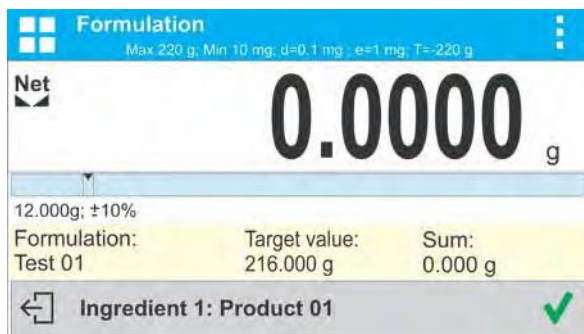 Formulation
Max 220 g; Min 10 mg; d=0.1 mg ; e=1 mg; T=-220 g
Net
0.0000 g
12.000g; ±10%
Formulation: Target value: Sum:
Test 01 216.000 g 0.000 g
Ingredient 1: Product 01